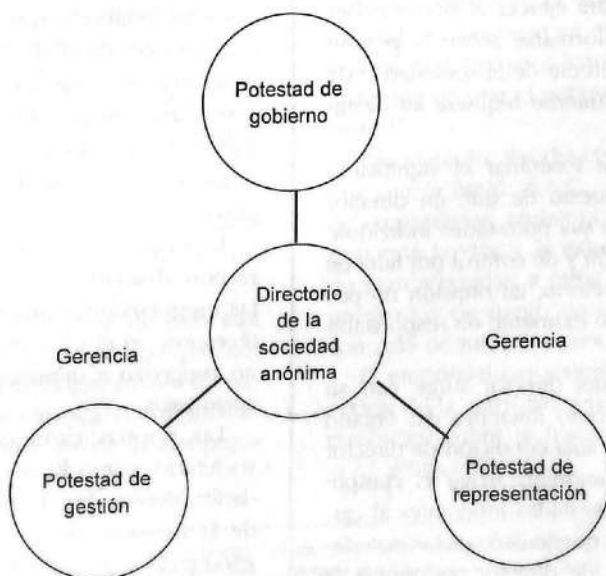 Potestad de
gobierno
Directorio
de la
sociedad
anónima
Gerencia
Gerencia
Potestad de
gestión
Potestad de
representación